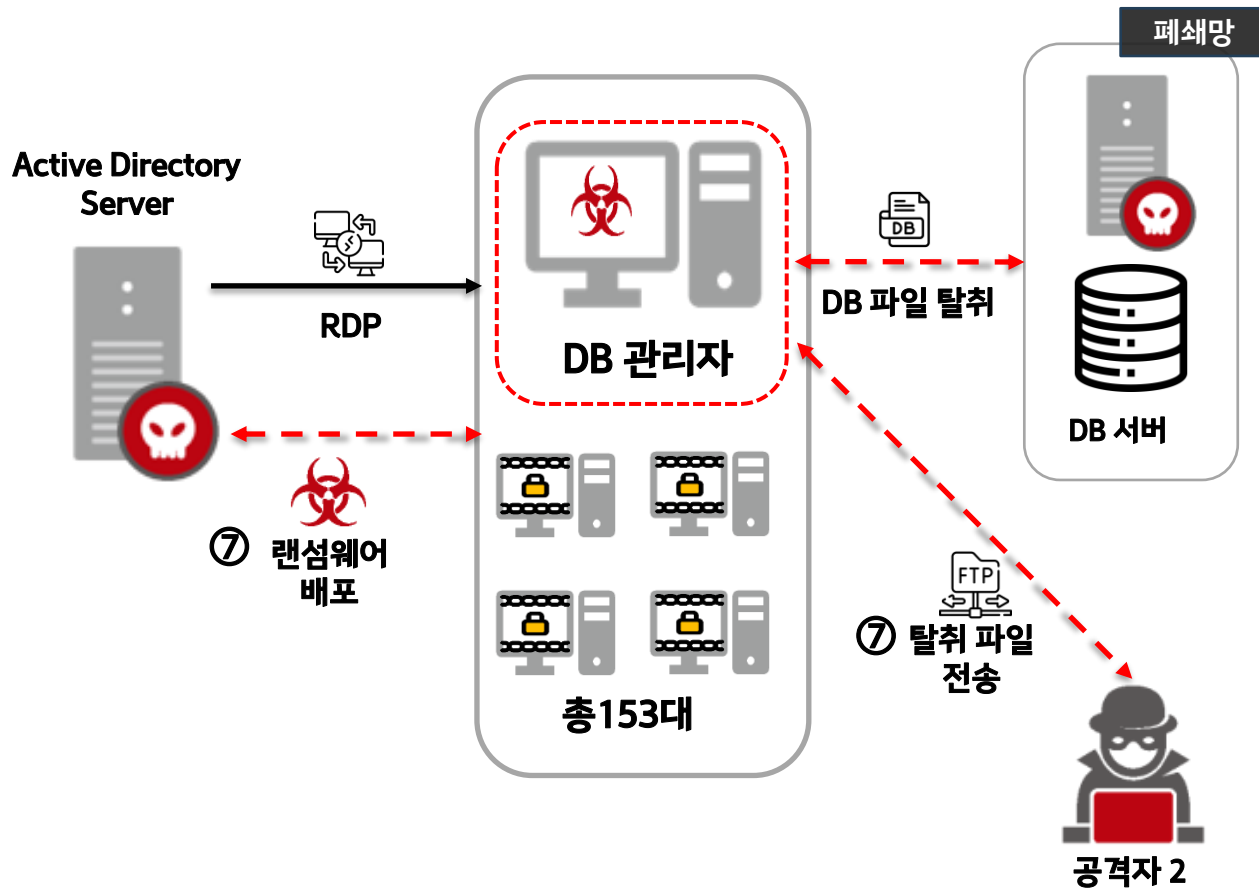 폐쇄망
Active Directory
Server
RDP
DB 관리자
DB
DB 파일 탈취
DB 서버
⑦ 랜섬웨어
배포
총153대
FTP
⑦ 탈취 파일
전송
공격자 2